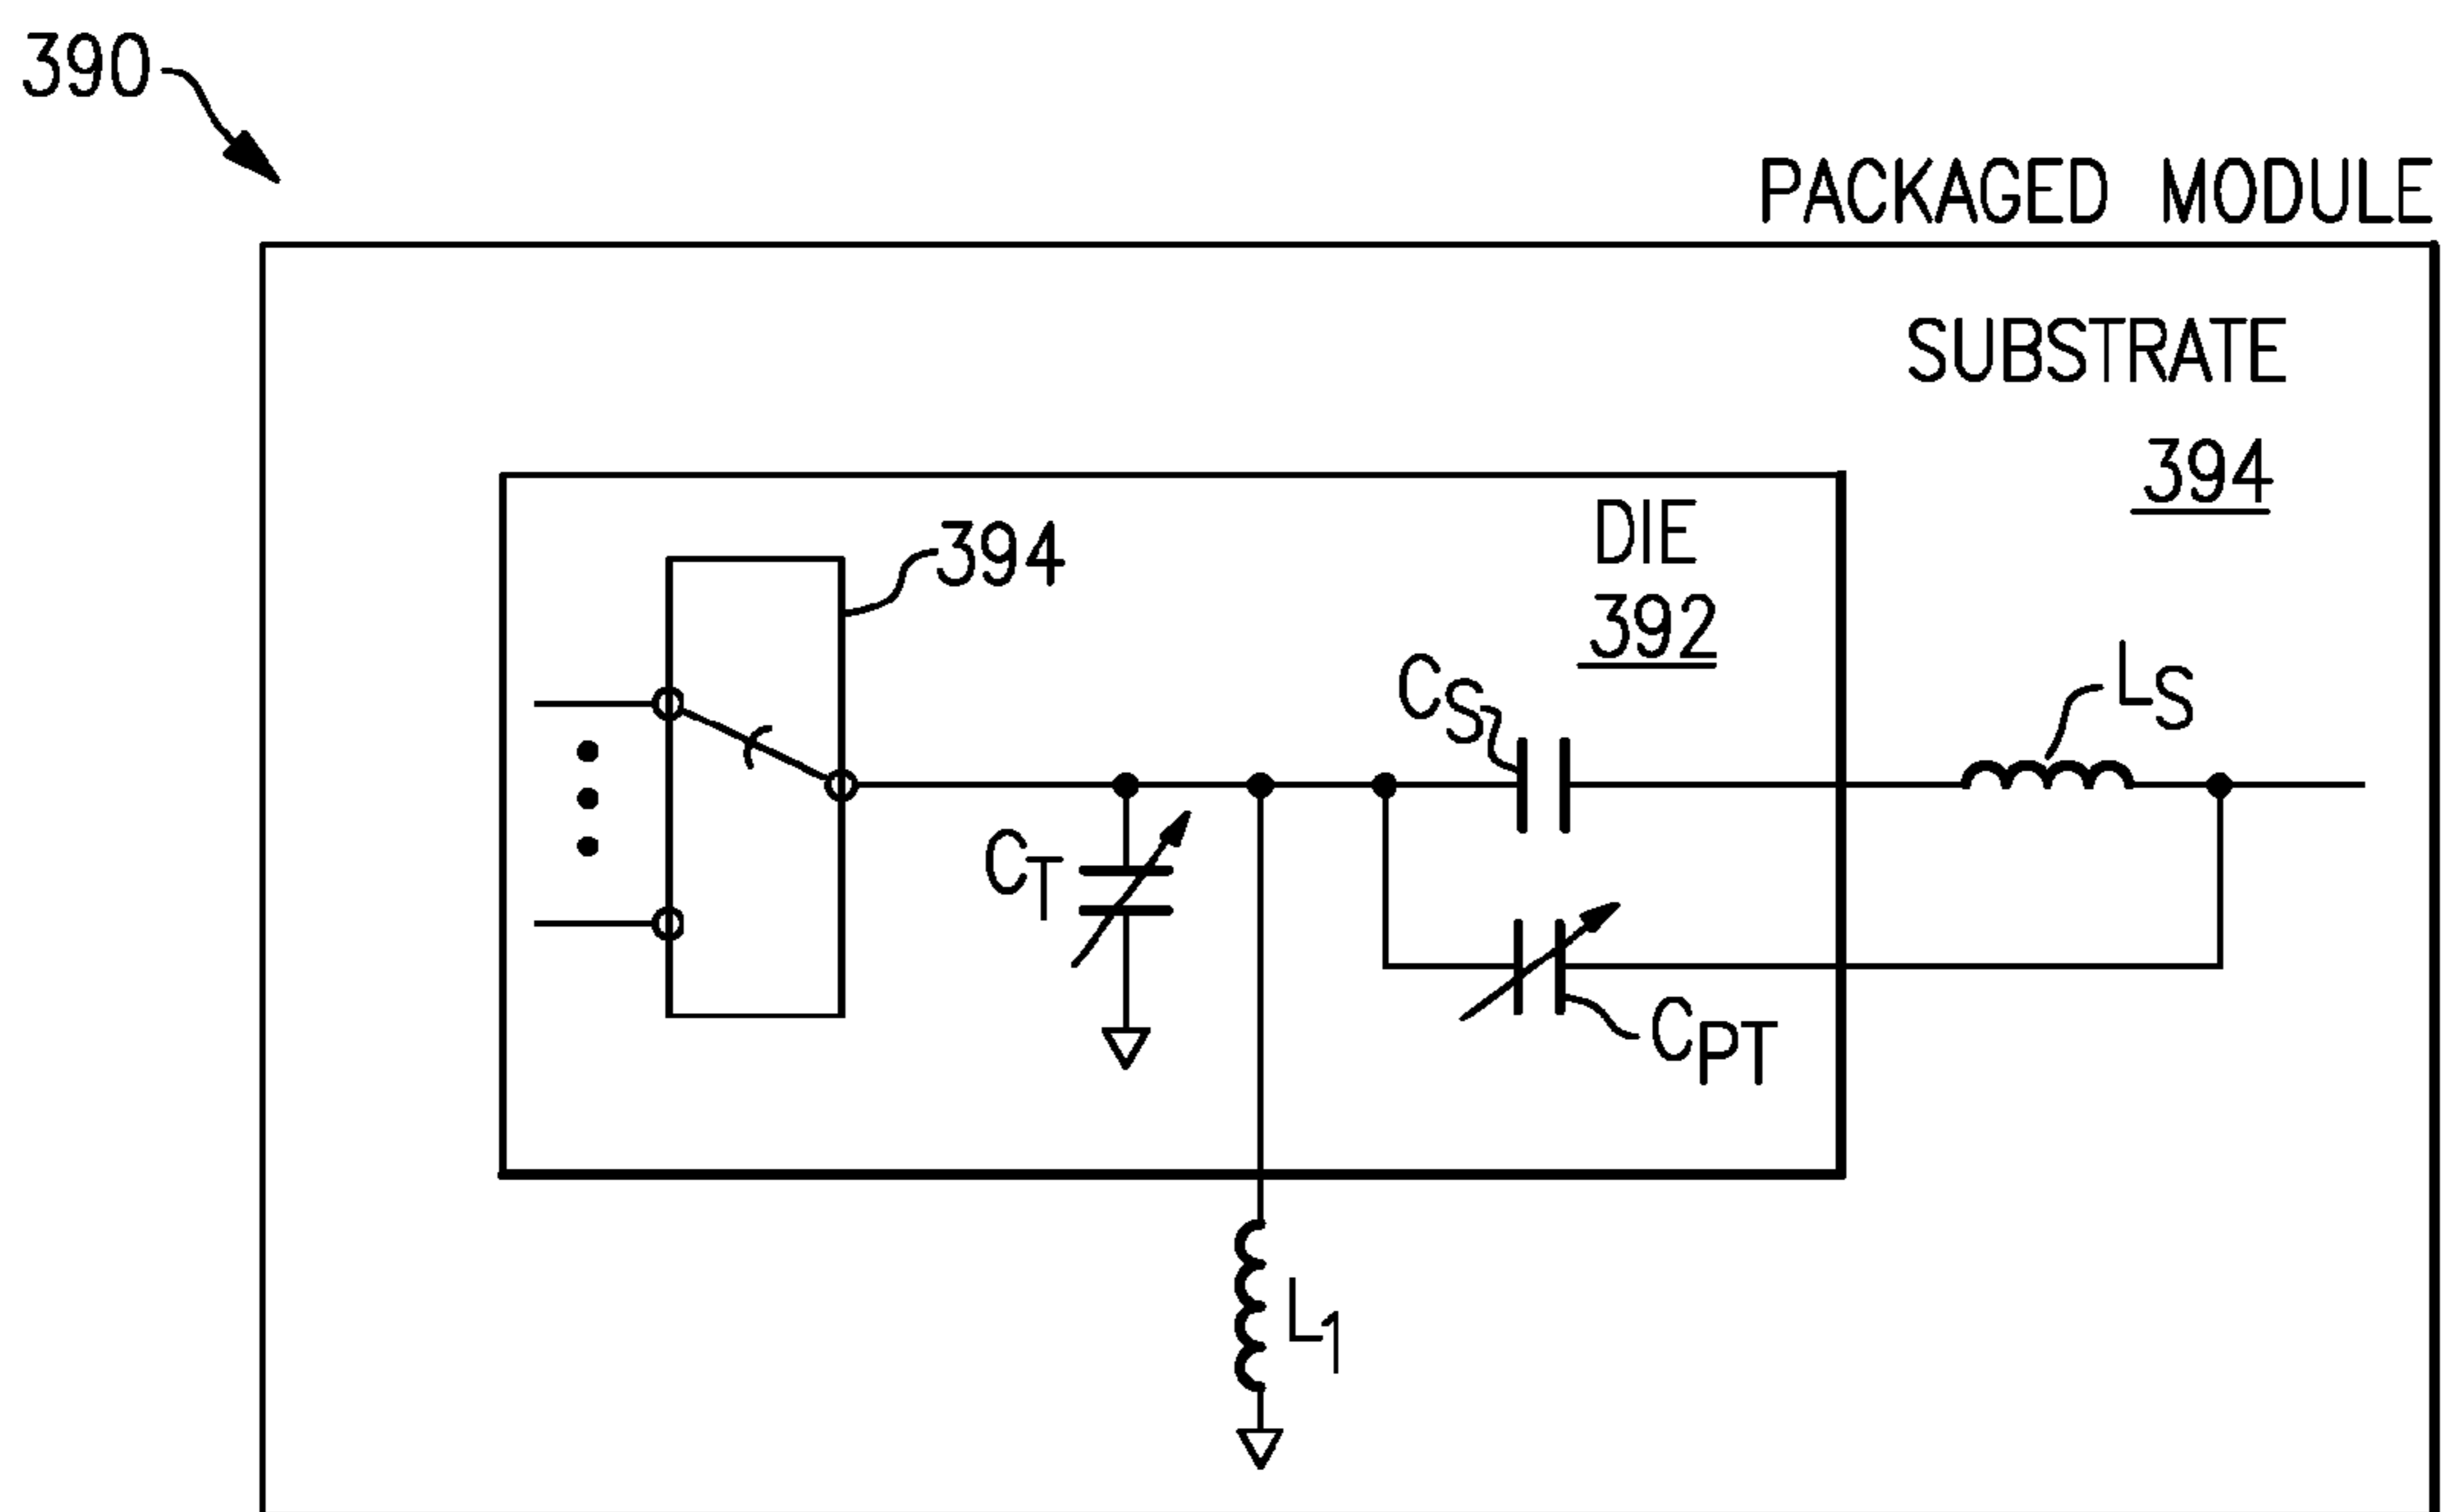 390
PACKAGED MODULE
SUBSTRATE
394
DIE
392
394
CS
LS
CT
CPT
L1